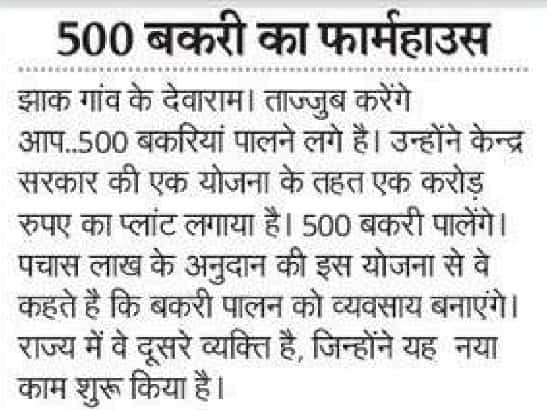 500 बकरी का फार्महाउस
झाक गांव के देवाराम। ताज्जुब करेंगे
आप..500 बकरियां पालने लगे है। उन्होंने केन्द्र
सरकार की एक योजना के तहत एक करोड़
रुपए का प्लांट लगाया है। 500 बकरी पालेंगे।
पचास लाख के अनुदान की इस योजना से वे
कहते है कि बकरी पालन को व्यवसाय बनाएंगे।
राज्य में वे दूसरे व्यक्ति है, जिन्होंने यह नया
काम शुरू किया है।